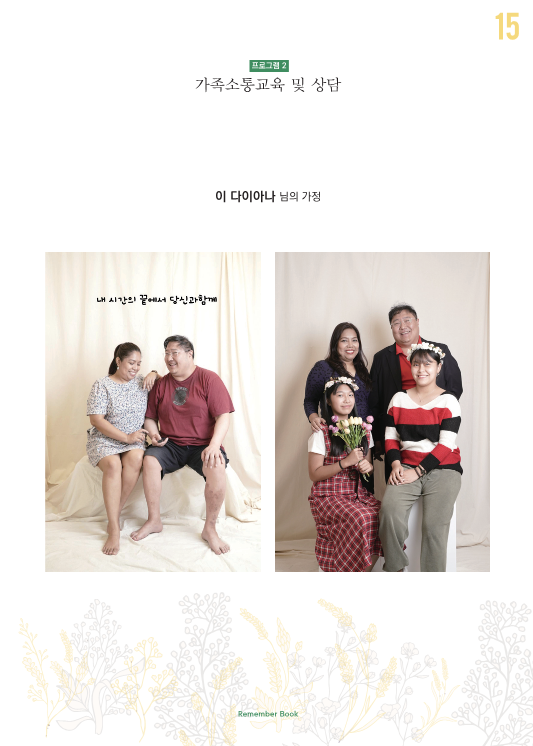 15
프로그램 2
가족소통교육 및 상담
이 다이아나 님의 가정
내 시간의 끝에서 당신과함께
Remember Book